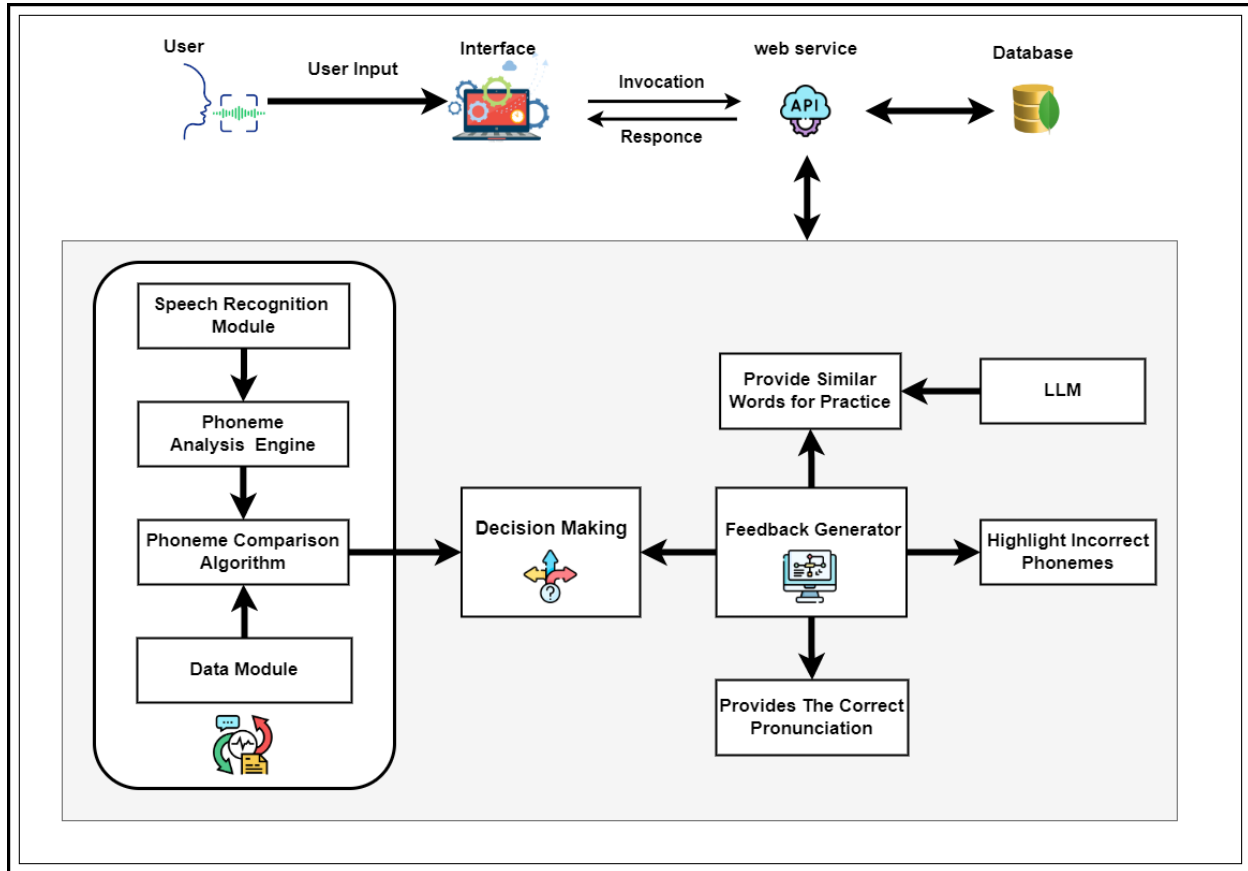 User
Interface
web service
Database
User Input
Invocation
Responce
API
Speech Recognition
Module
Phoneme
Analysis Engine
Phoneme Comparison
Algorithm
Data Module
Decision Making
?
Provide Similar
Words for Practice
LLM
Feedback Generator
Highlight Incorrect
Phonemes
Provides The Correct
Pronunciation